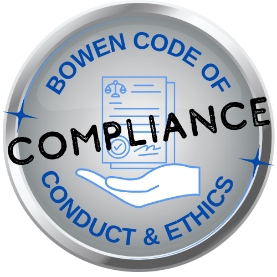 BOWEN CODE OF
COMPLIANCE
CONDUCT & ETHICS